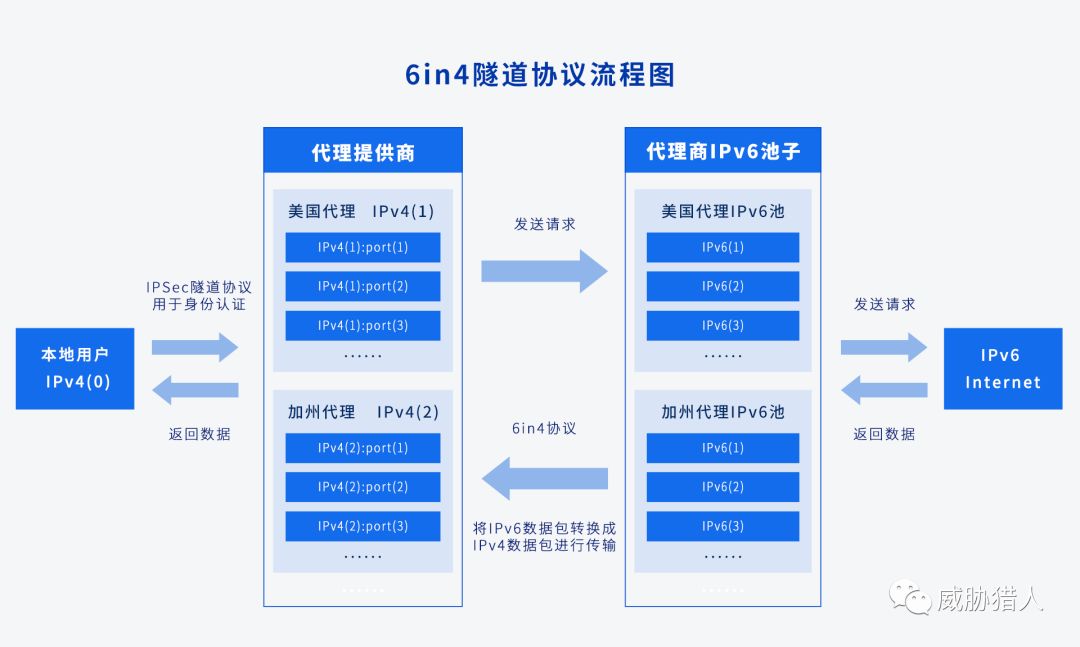 6in4隧道协议流程图
代理提供商
美国代理 IPv4(1)
IPv4(1):port(1)
IPv4(1):port(2)
IPv4(1):port(3)
······
加州代理 IPv4(2)
IPv4(2):port(1)
IPv4(2):port(2)
IPv4(2):port(3)
······
······
代理商IPv6池子
美国代理IPv6池
IPv6(1)
IPv6(2)
IPv6(3)
······
加州代理IPv6池
IPv6(1)
IPv6(2)
IPv6(3)
······
······
IPSec隧道协议
用于身份认证
本地用户
IPv4(0)
返回数据
发送请求
6in4协议
将IPv6数据包转换成
IPv4数据包进行传输
发送请求
IPv6
Internet
返回数据
威胁猎人